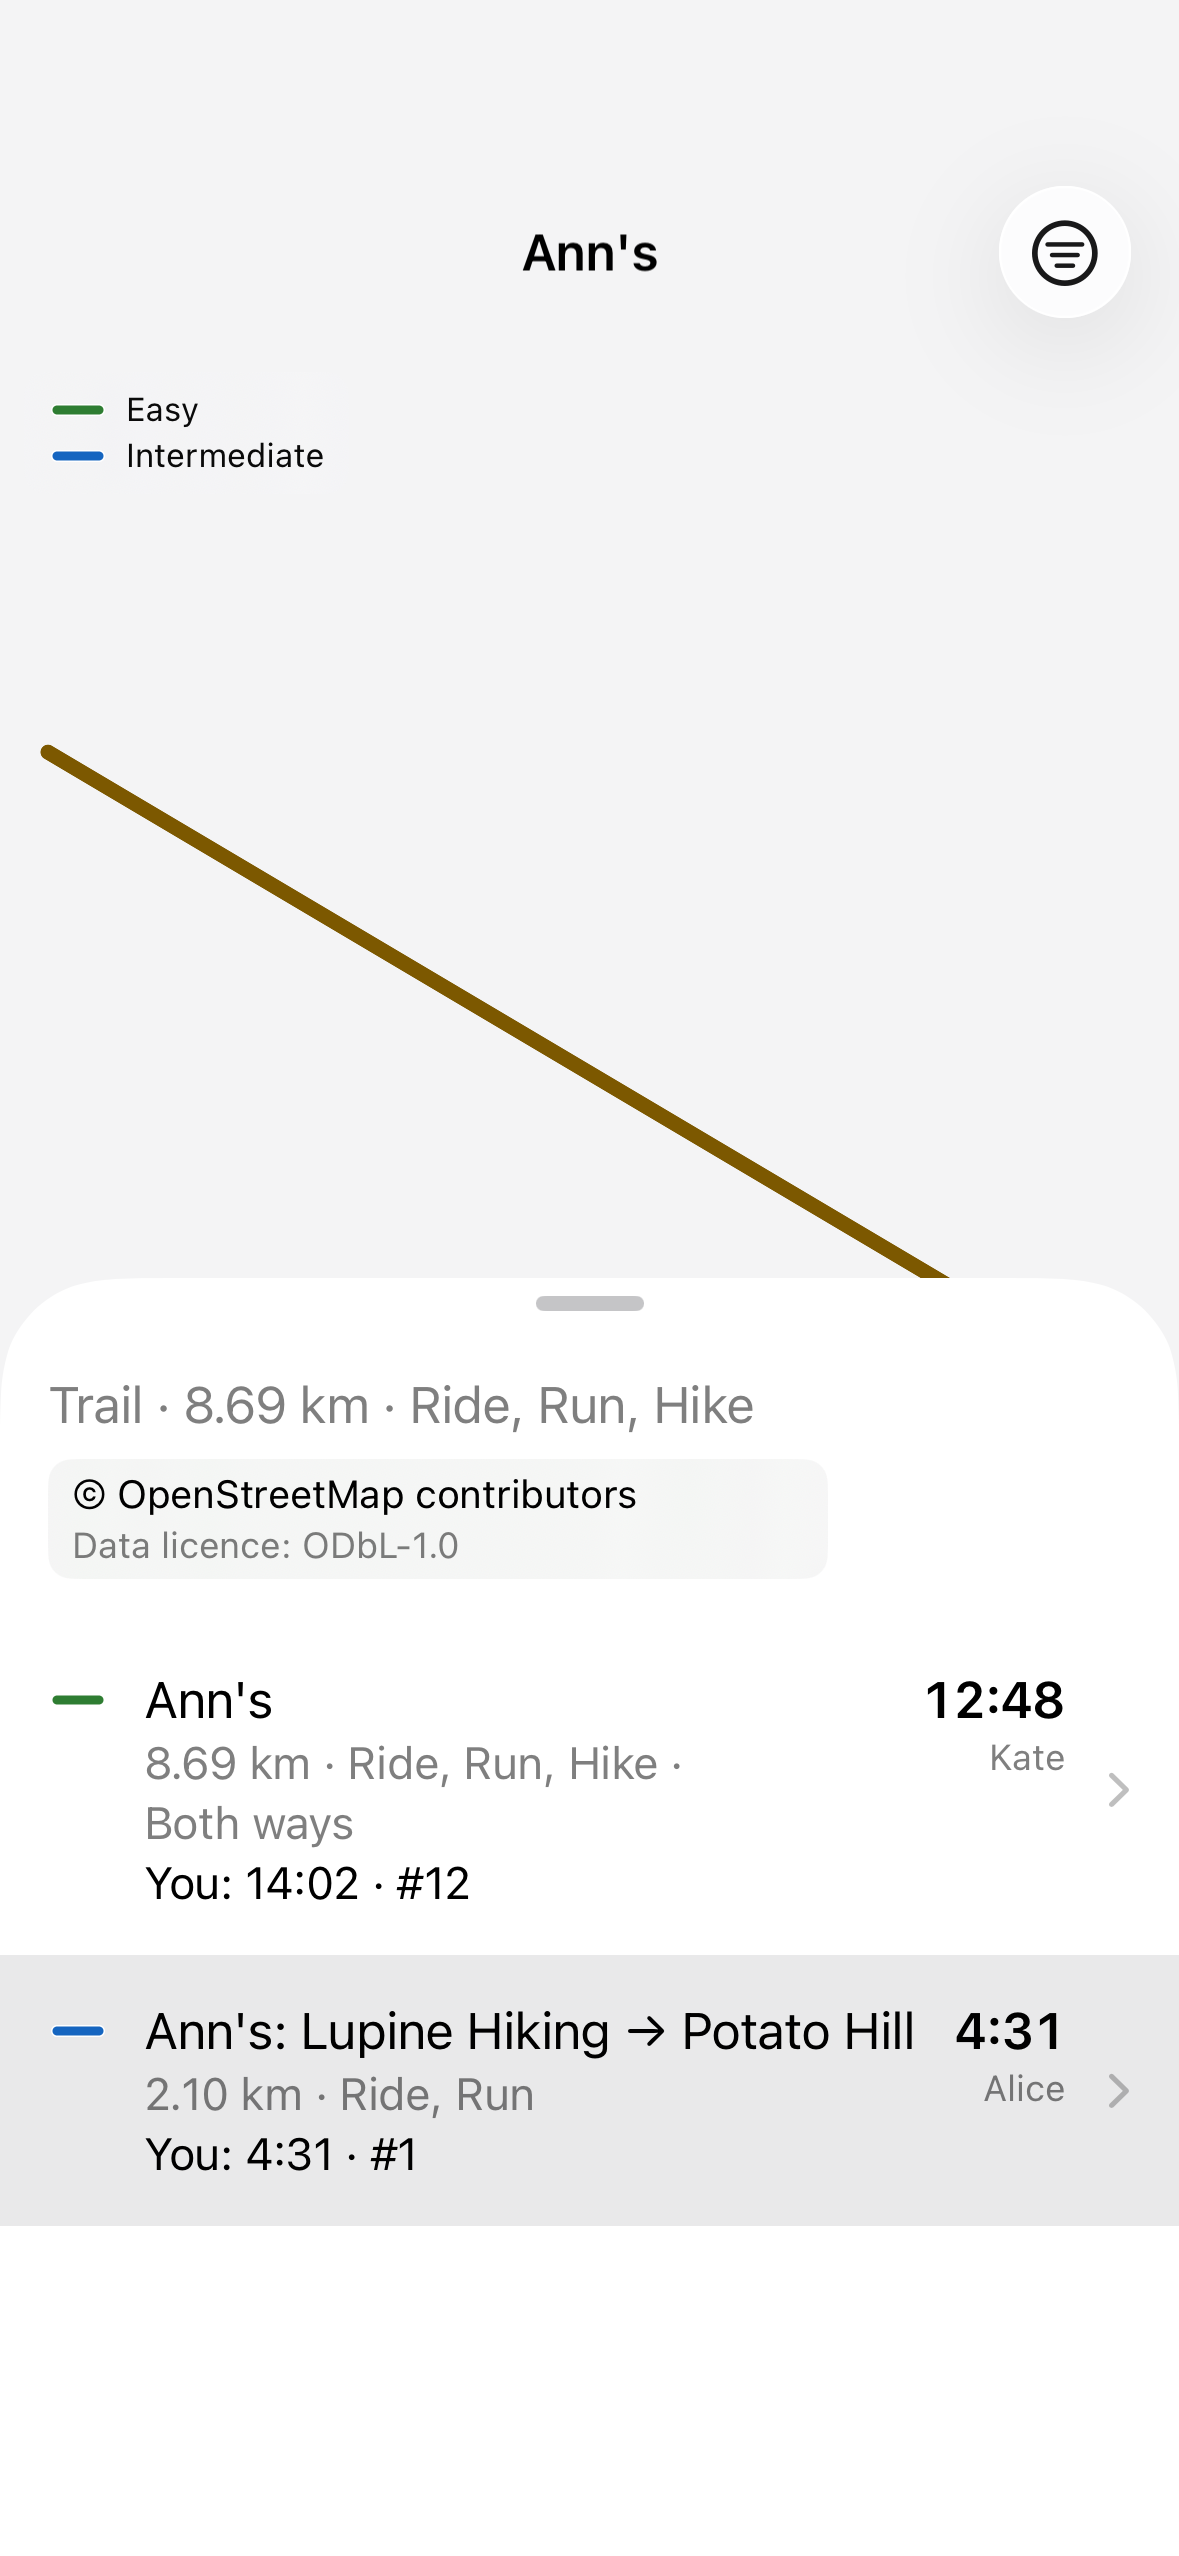 Ann's
Easy
Intermediate
Trail · 8.69 km · Ride, Run, Hike
© OpenStreetMap contributors
Data licence: ODbL-1.0
Ann's
12:48
8.69 km · Ride, Run, Hike ·
Kate
Both ways
You: 14:02 · #12
Ann's: Lupine Hiking → Potato Hill
4:31
2.10 km · Ride, Run
Alice
You: 4:31 · #1